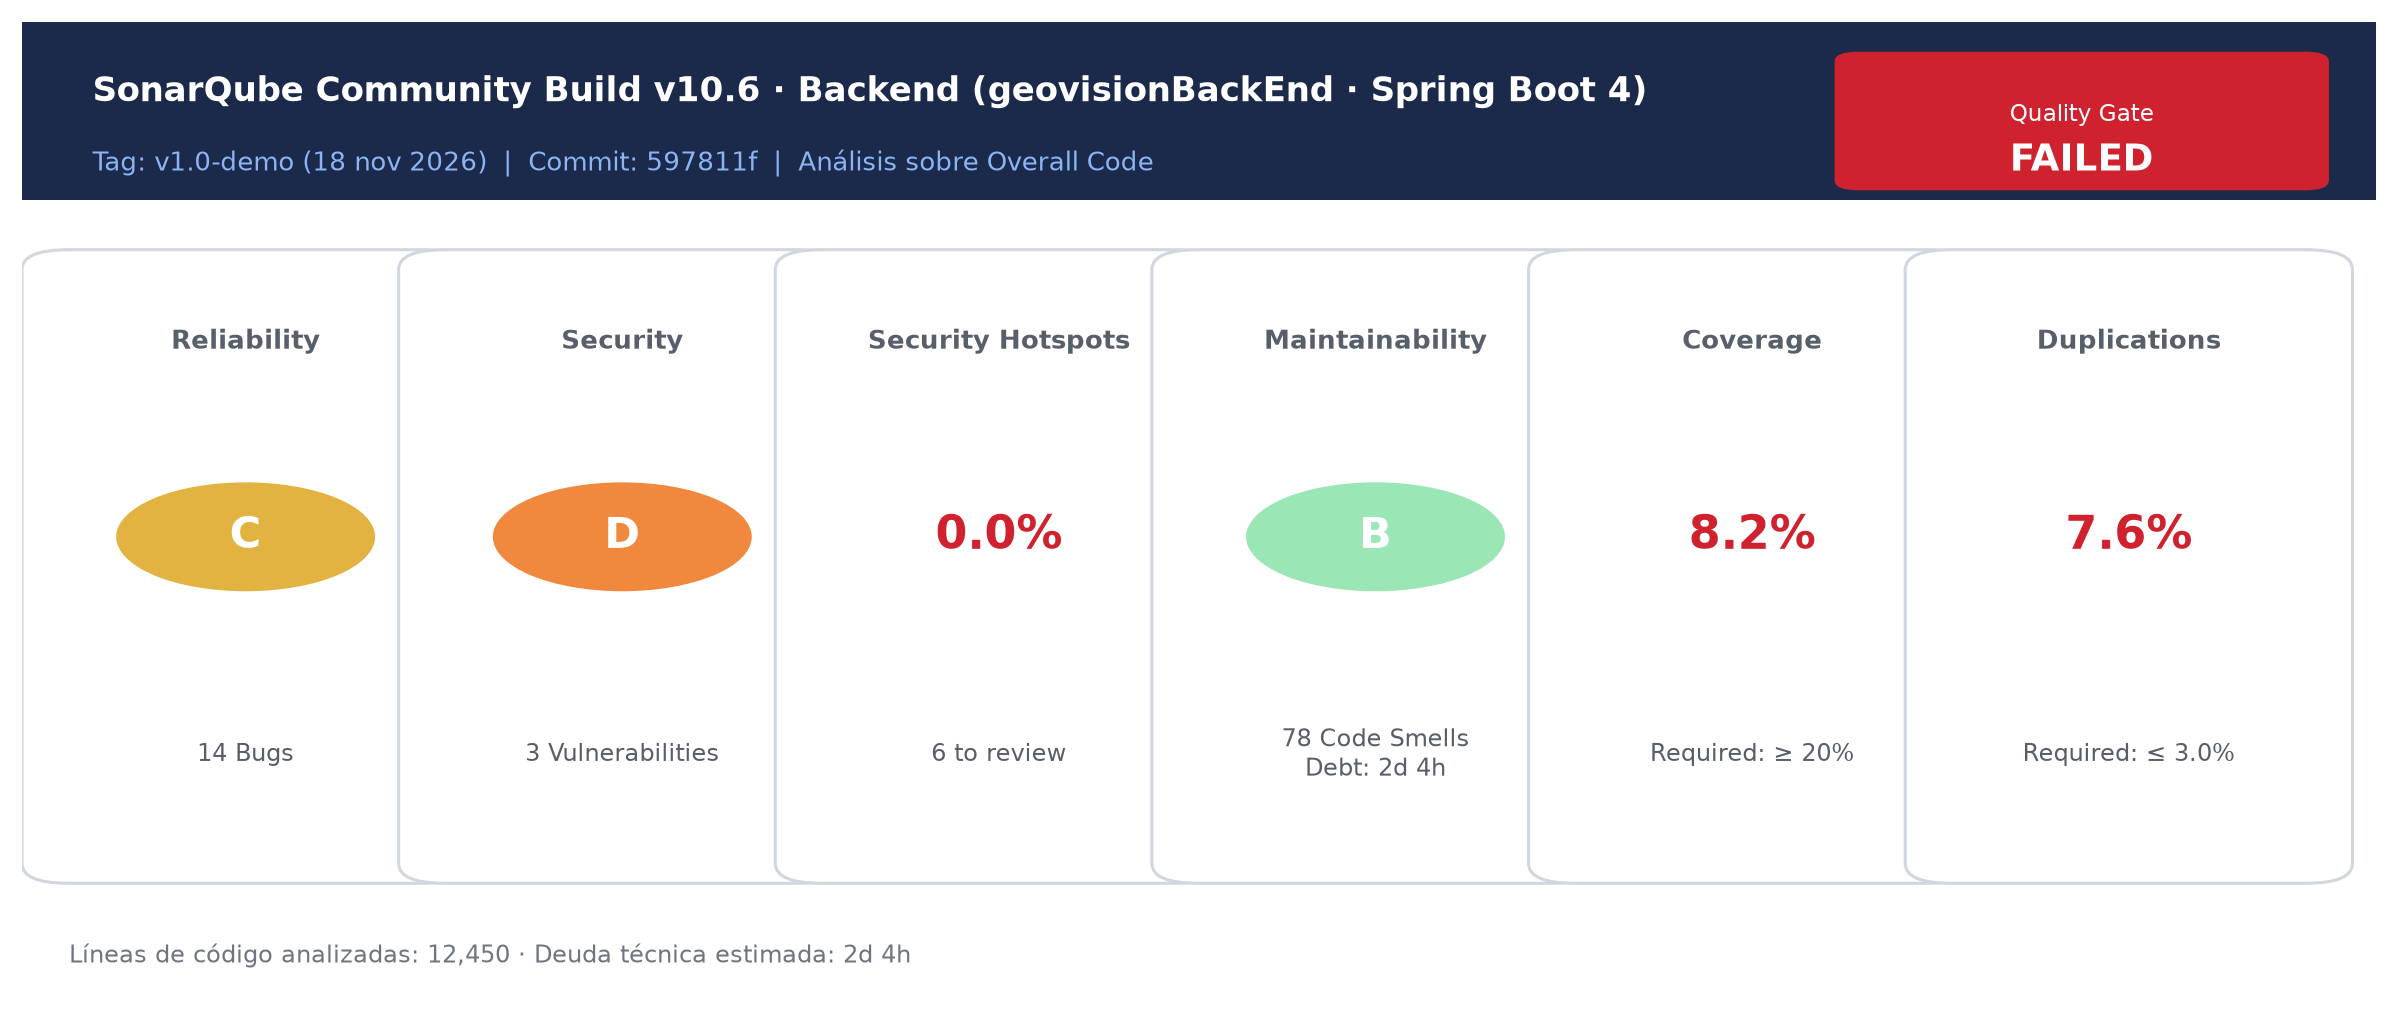 SonarQube Community Build v10.6 · Backend (geovisionBackEnd · Spring Boot 4)
Tag: v1.0-demo (18 nov 2026) | Commit: 597811f | Análisis sobre Overall Code
Quality Gate
FAILED
Reliability
C
14 Bugs
Security
D
3 Vulnerabilities
Security Hotspots
0.0%
6 to review
Maintainability
B
78 Code Smells
Debt: 2d 4h
Coverage
8.2%
Required: ≥ 20%
Duplications
7.6%
Required: ≤ 3.0%
Líneas de código analizadas: 12,450 · Deuda técnica estimada: 2d 4h